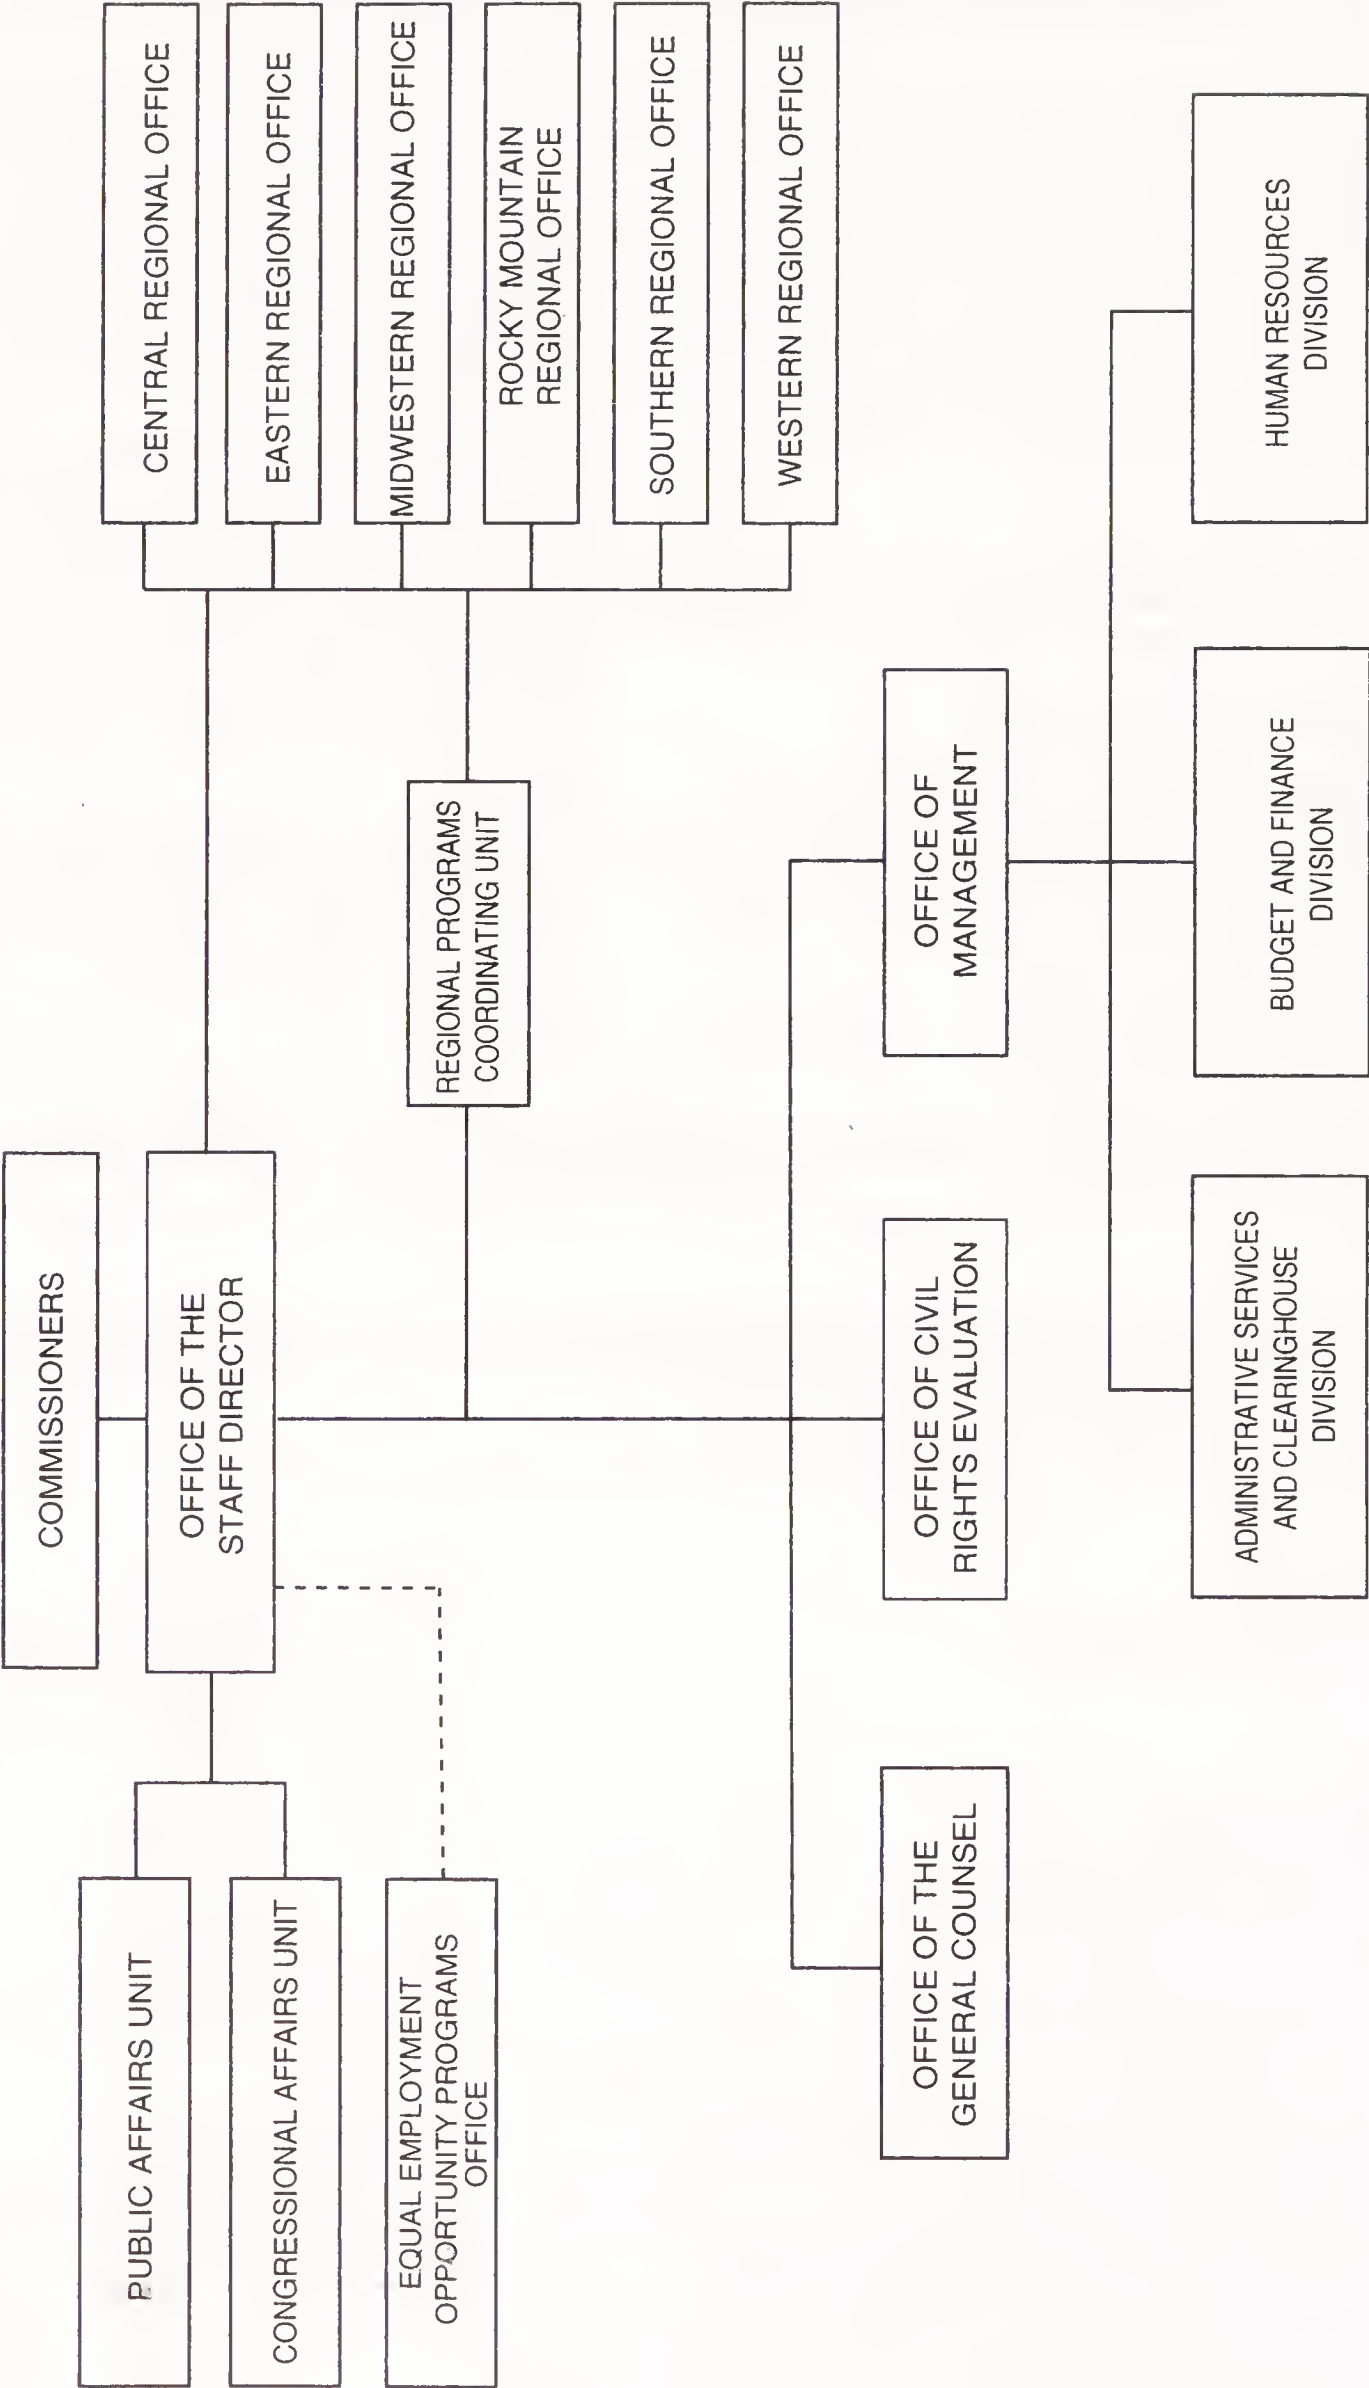 COMMISSIONERS
OFFICE OF THE
STAFF DIRECTOR
PUBLIC AFFAIRS UNIT
CONGRESSIONAL AFFAIRS UNIT
EQUAL EMPLOYMENT
OPPORTUNITY PROGRAMS
OFFICE
CENTRAL REGIONAL OFFICE
EASTERN REGIONAL OFFICE
MIDWESTERN REGIONAL OFFICE
ROCKY MOUNTAIN
REGIONAL OFFICE
SOUTHERN REGIONAL OFFICE
WESTERN REGIONAL OFFICE
REGIONAL PROGRAMS
COORDINATING UNIT
OFFICE OF THE
GENERAL COUNSEL
OFFICE OF CIVIL
RIGHTS EVALUATION
OFFICE OF
MANAGEMENT
ADMINISTRATIVE SERVICES
AND CLEARINGHOUSE
DIVISION
BUDGET AND FINANCE
DIVISION
HUMAN RESOURCES
DIVISION